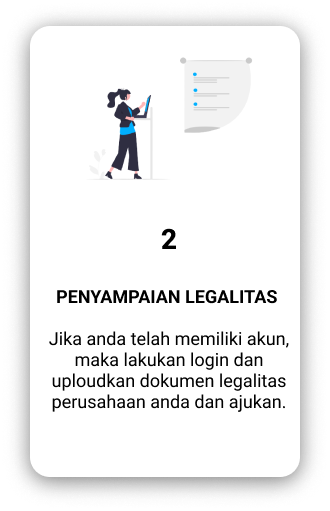 2
PENYAMPAIAN LEGALITAS
Jika anda telah memiliki akun,
maka lakukan login dan
uploudkan dokumen legalitas
perusahaan anda dan ajukan.